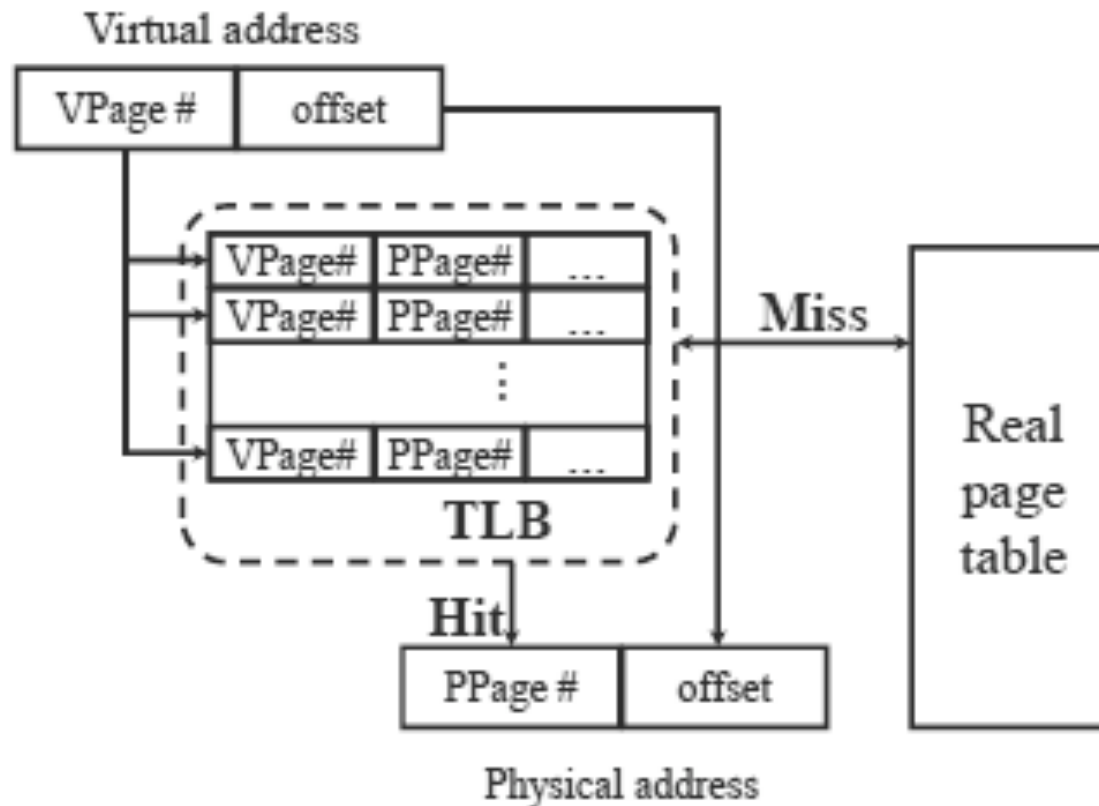 Virtual address
VPage # offset
VPage# PPage# ...
VPage# PPage# ...
⋮
VPage# PPage# ...
TLB
Miss
Real
page
table
Hit
PPage # offset
Physical address